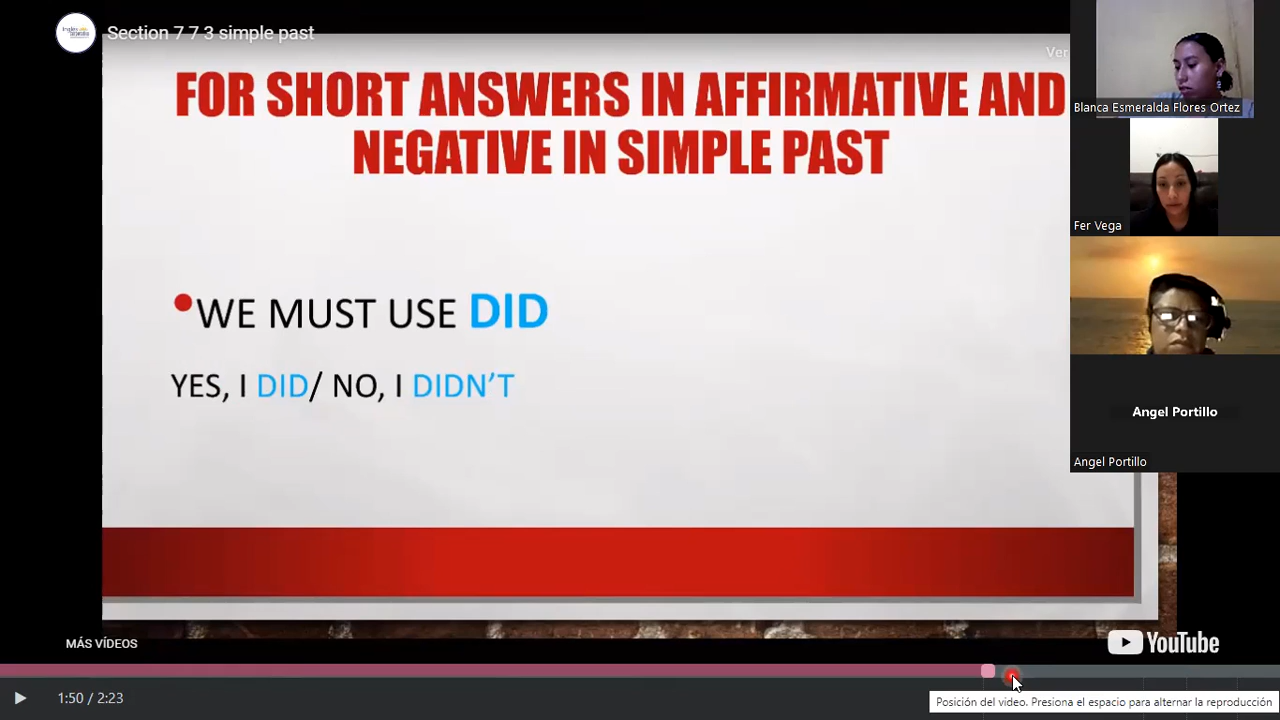 Section 7 7 3 simple past
Ver
FOR SHORT ANSWERS IN AFFIRMATIVE AND
NEGATIVE IN SIMPLE PAST
•WE MUST USE DID
YES, I DID/ NO, I DIDN'T
Blanca Esmeralda Flores Ortez
Fer Vega
Angel Portillo
Angel Portillo
MÁS VÍDEOS
YouTube
1:50 / 2:23
Posición del video. Presiona el espacio para alternar la reproducción